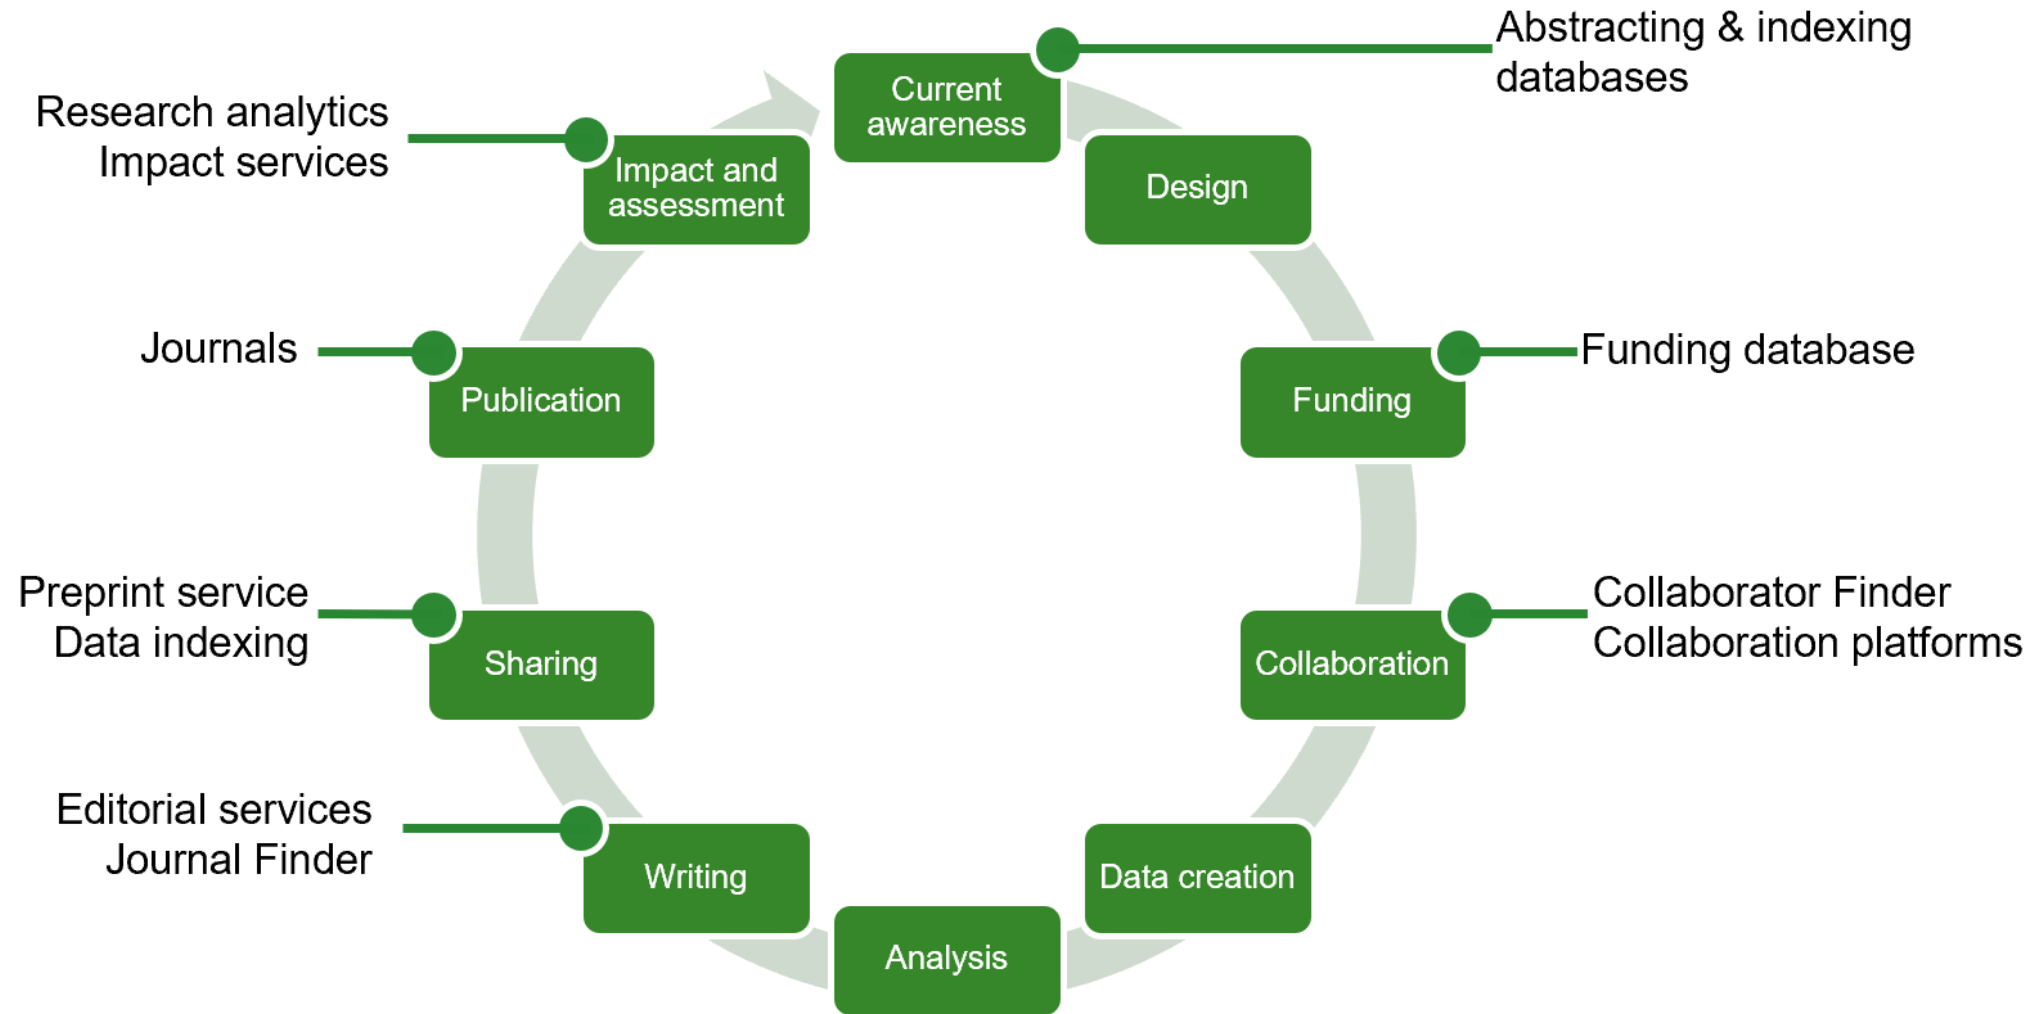 Abstracting & indexing
databases
Current
awareness
Research analytics
Impact services
Impact and
assessment
Design
Journals
Publication
Funding
Funding database
Preprint service
Data indexing
Sharing
Collaboration
Collaborator Finder
Collaboration platforms
Editorial services
Journal Finder
Writing
Data creation
Analysis